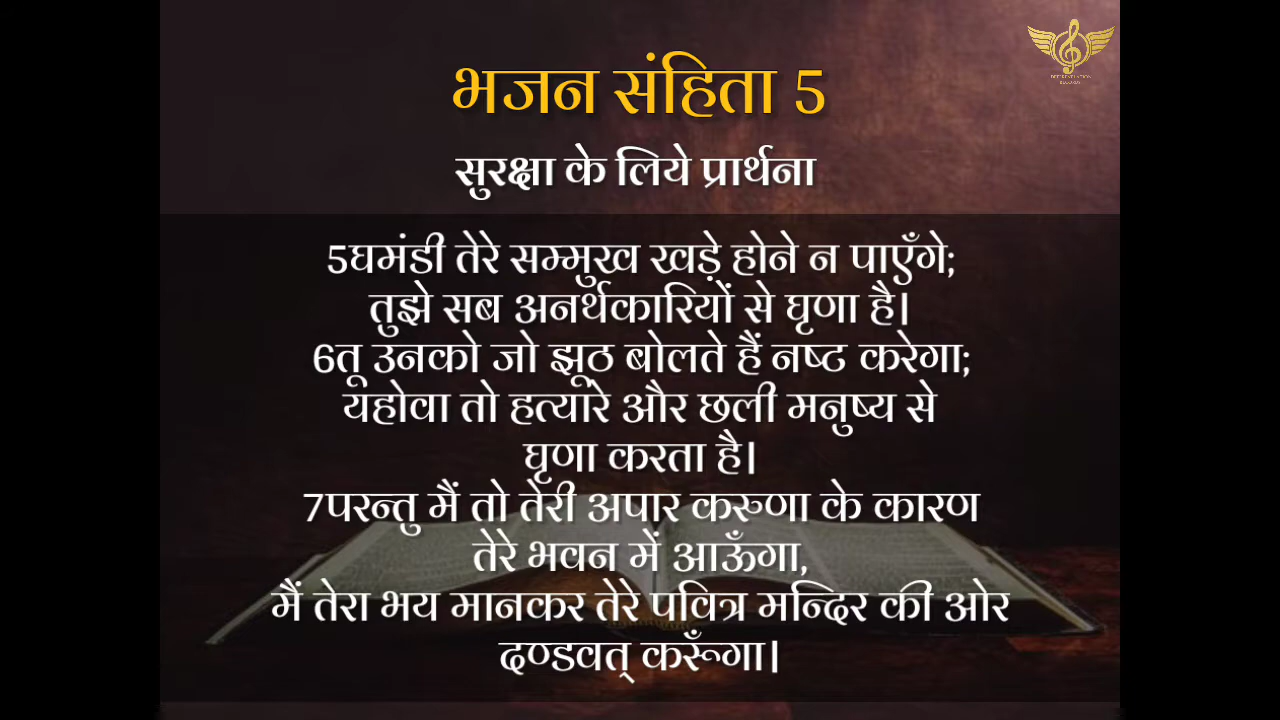 भजन संहिता 5
सुरक्षा के लिये प्रार्थना
5घमंडी तेरे सम्मुख खड़े होने न पाएँगे;
तुझे सब अनर्थकारियों से घृणा है।
6तू उनको जो झूठ बोलते हैं नष्ट करेगा;
यहोवा तो हत्यारे और छली मनुष्य से
घृणा करता है।
7परन्तु मैं तो तेरी अपार करुणा के कारण
तेरे भवन में आऊँगा,
मैं तेरा भय मानकर तेरे पवित्र मन्दिर की ओर
दण्डवत् करूँगा।